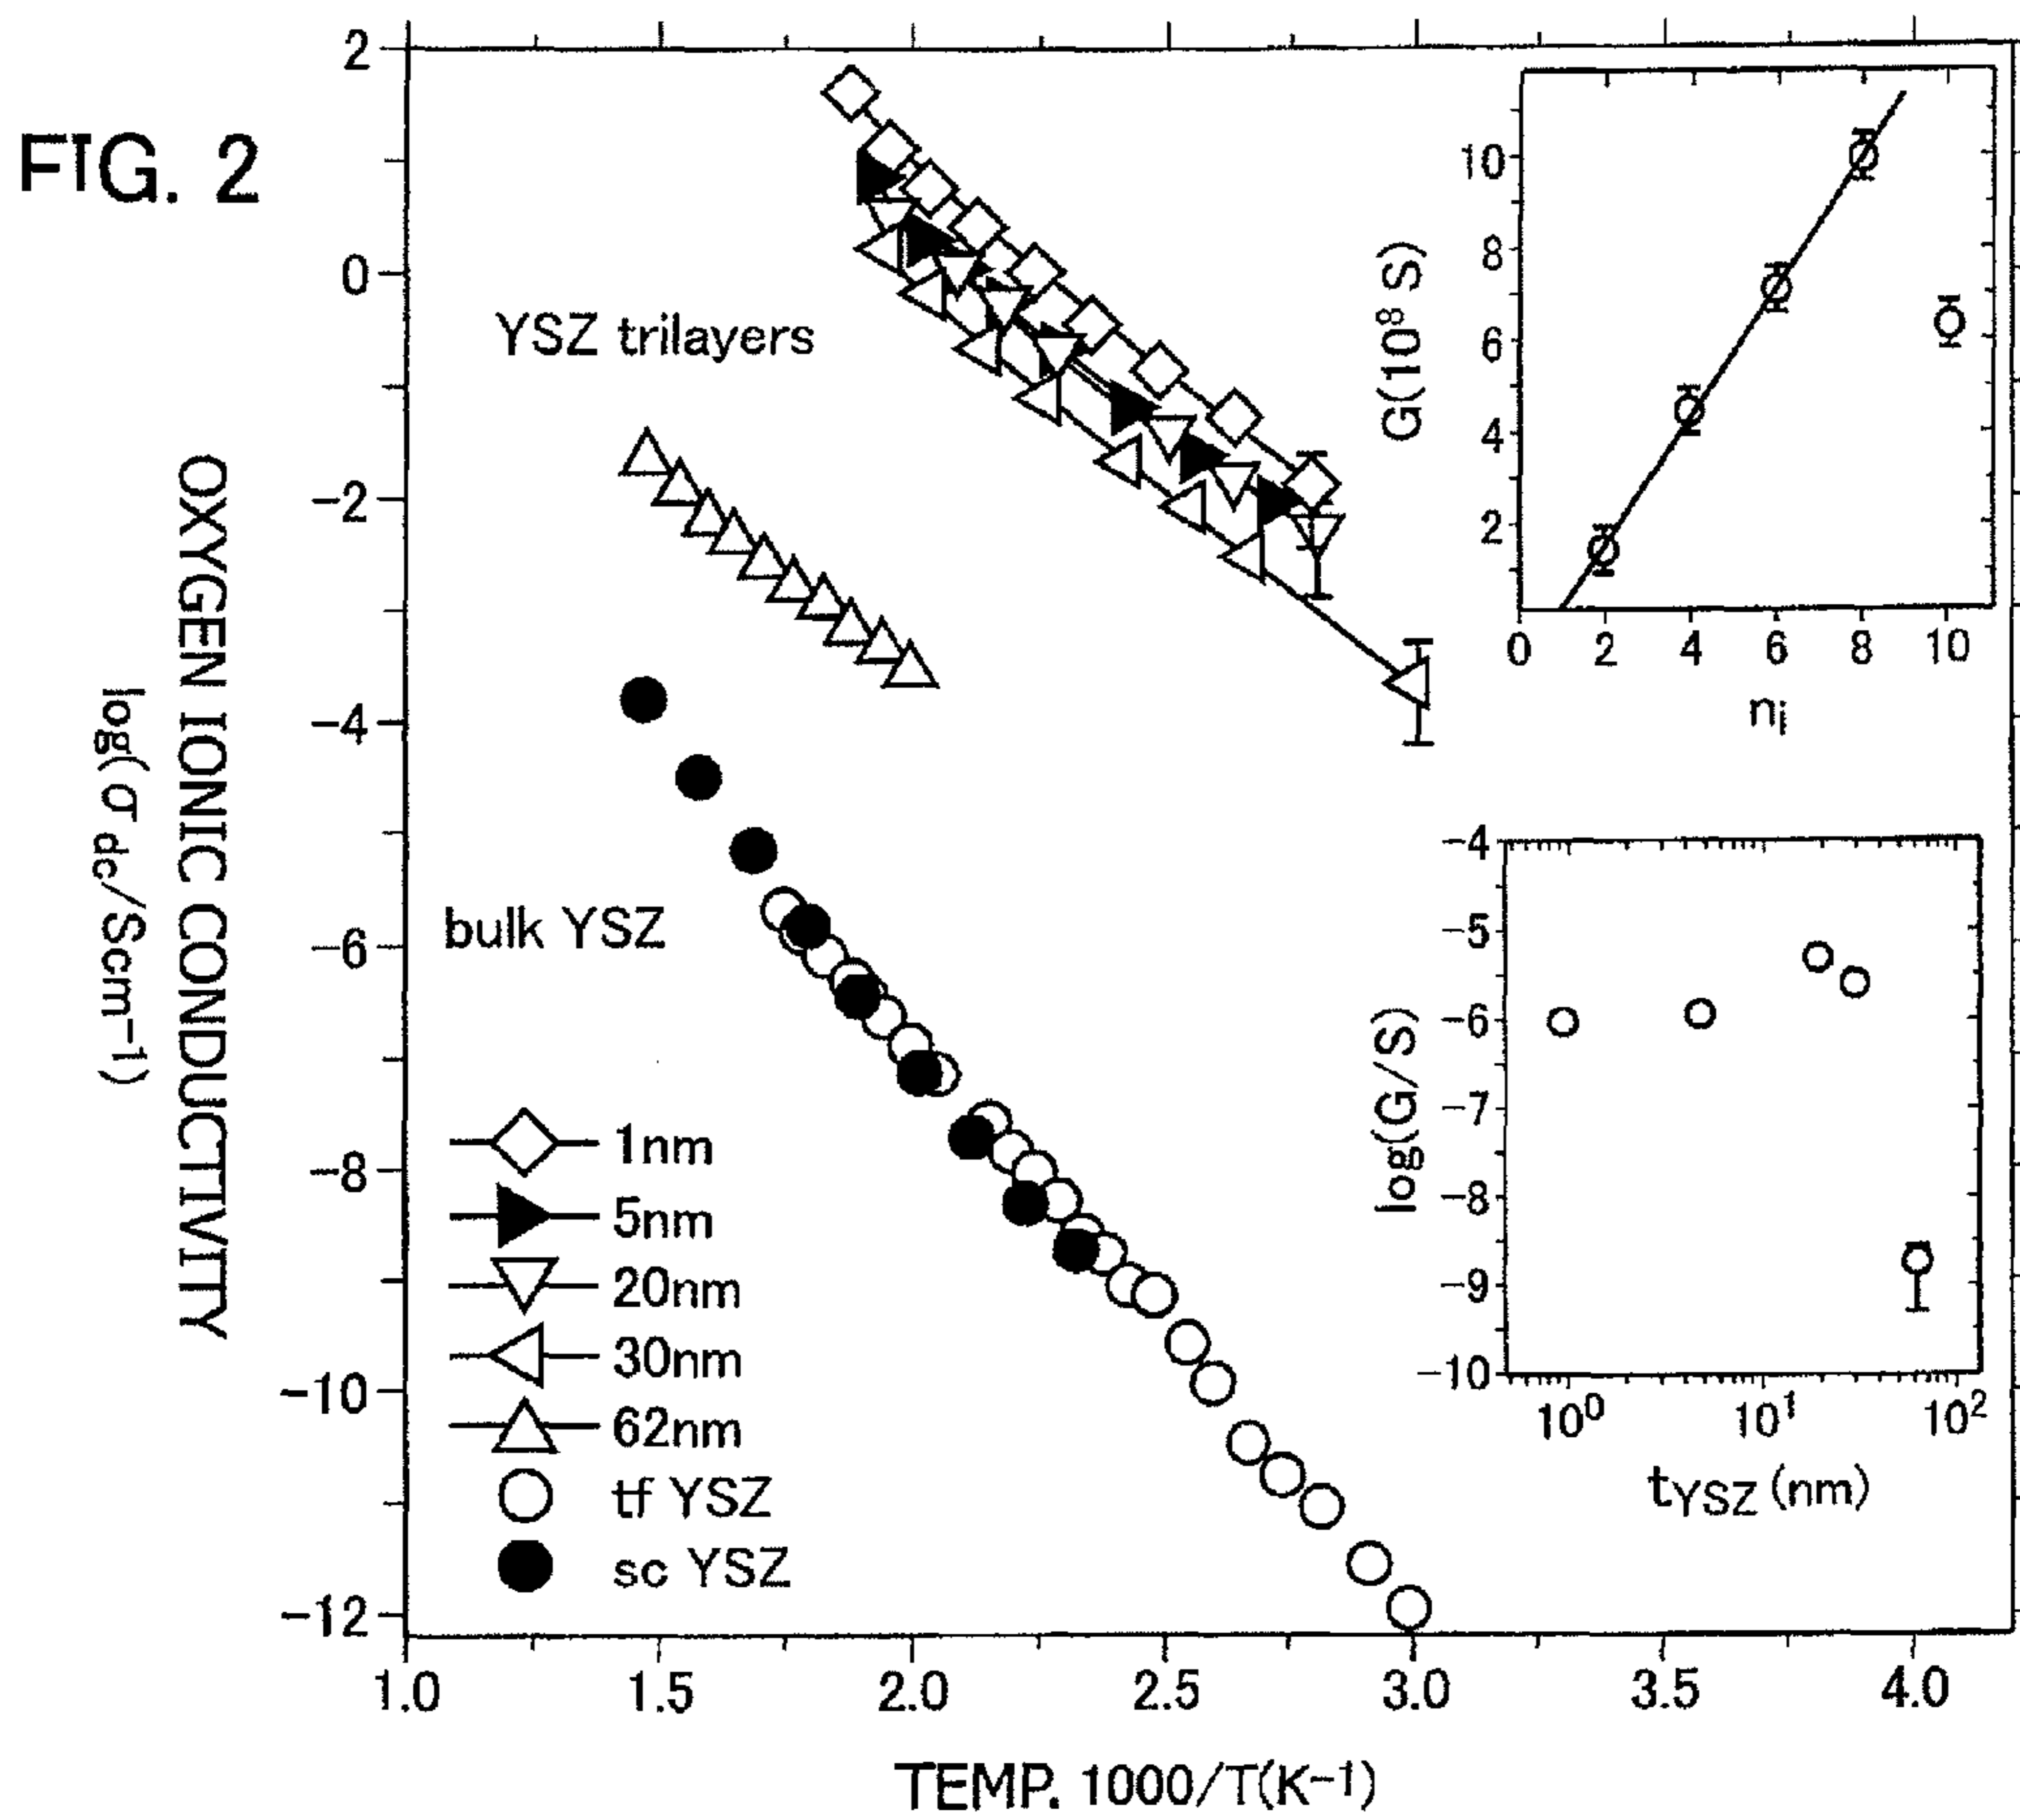 FIG. 2
OXYGEN IONIC CONDUCTIVITY
log(σdc/Scm⁻¹)
2
0
−2
−4
−6
−8
−10
−12
YSZ trilayers
bulk YSZ
1nm
5nm
20nm
30nm
62nm
tf YSZ
sc YSZ
1.0 1.5 2.0 2.5 3.0 3.5 4.0
TEMP. 1000/T(K⁻¹)
G(10⁸ S)
10
8
6
4
2
0 2 4 6 8 10
nᵢ
log(G/S)
−4
−5
−6
−7
−8
−9
−10
10⁰ 10¹ 10²
tYSZ (nm)